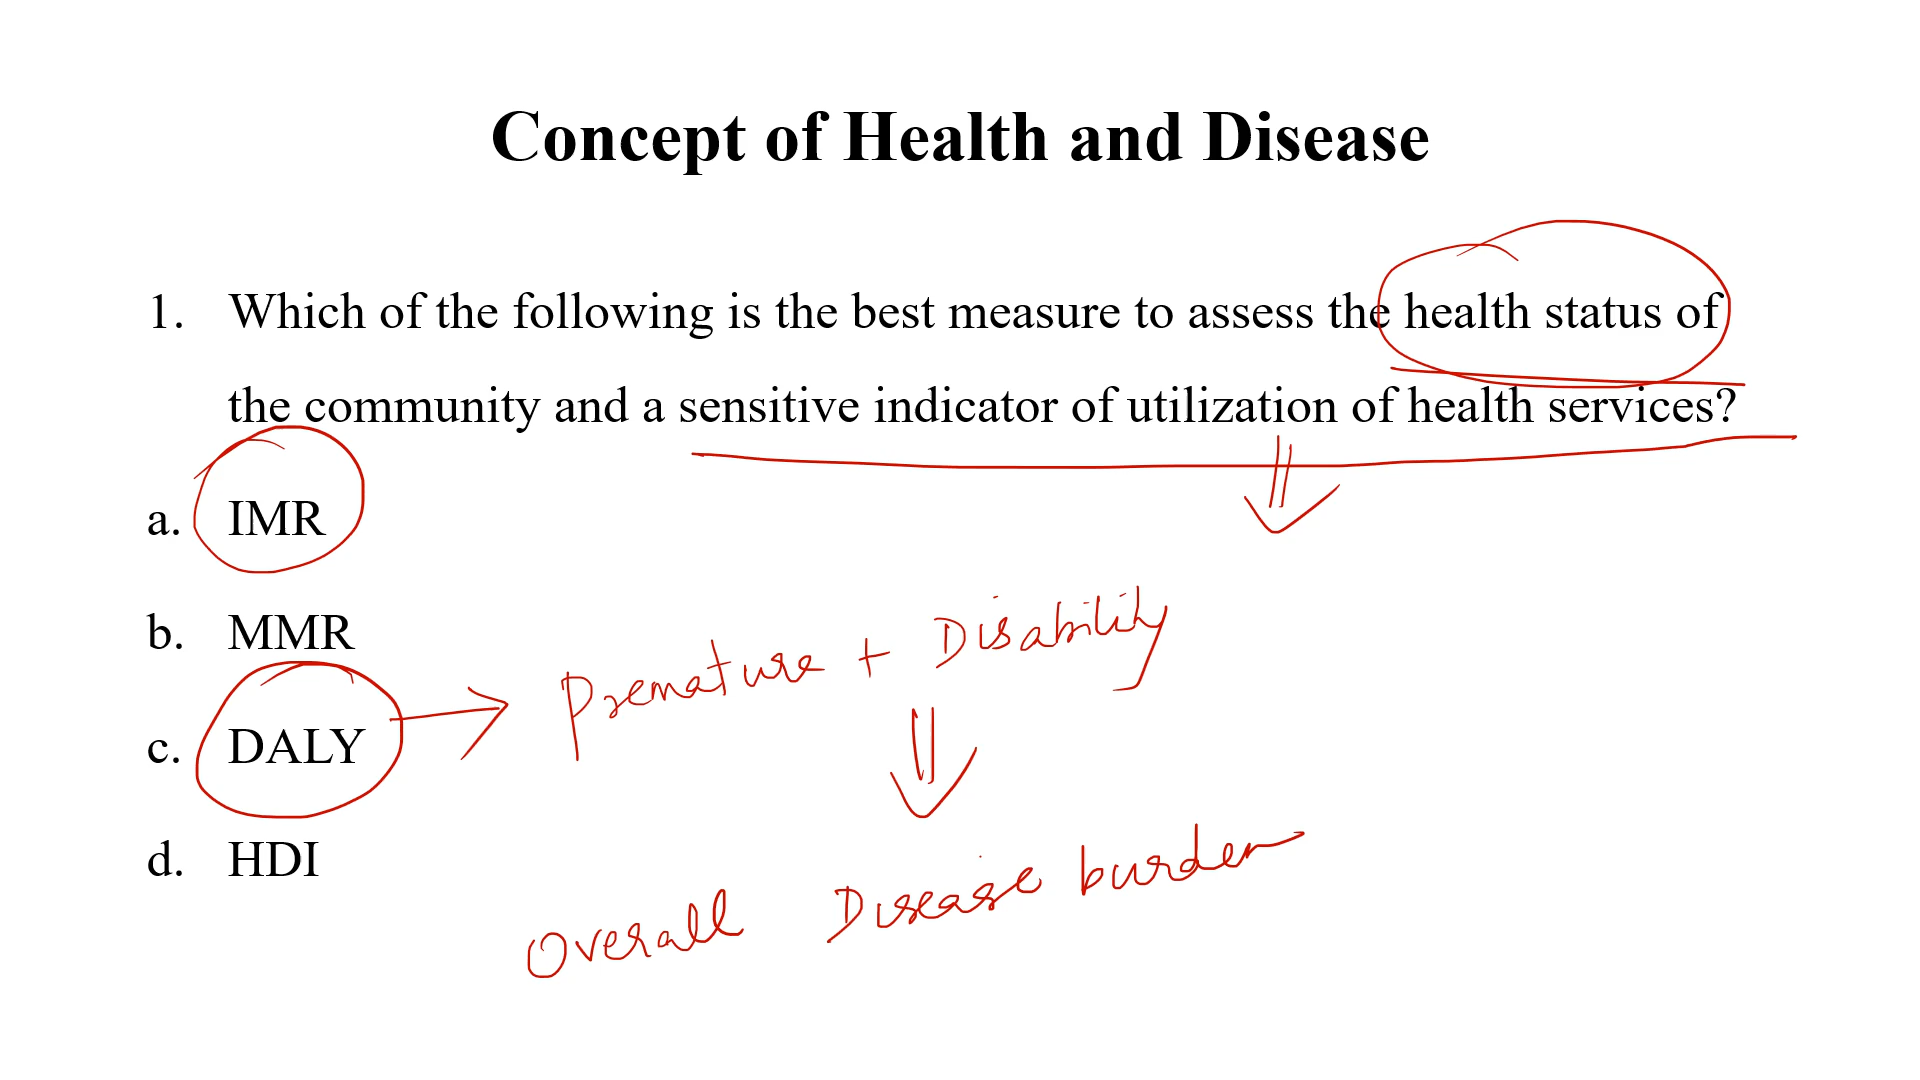 Concept of Health and Disease
1. Which of the following is the best measure to assess the health status of
the community and a sensitive indicator of utilization of health services?
a. IMR
b. MMR
c. DALY
d. HDI
Premature + Disability
Overall Disease burden